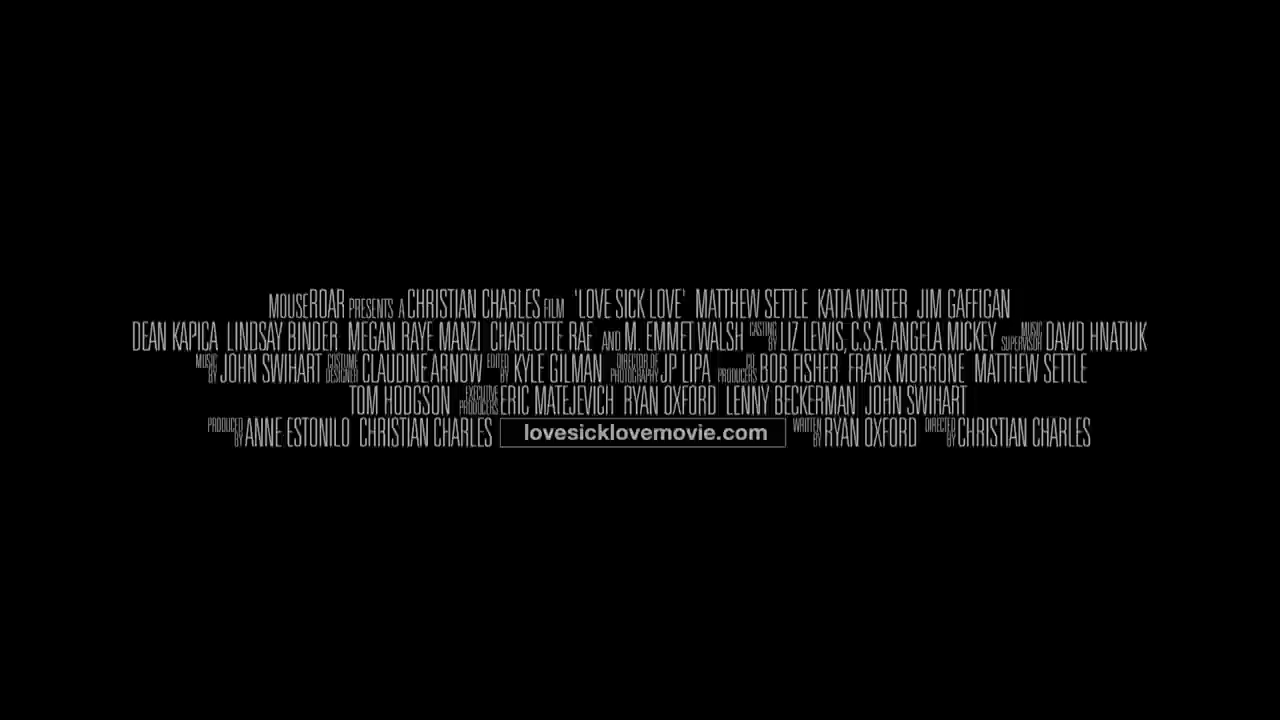 MOUSEROAR PRESENTS A CHRISTIAN CHARLES FILM 'LOVE SICK LOVE' MATTHEW SETTLE KATIA WINTER JIM GAFFIGAN
DEAN KAPICA LINDSAY BINDER MEGAN RAYE MANZI CHARLOTTE RAE AND M. EMMET WALSH CASTING BY LIZ LEWIS, C.S.A. ANGELA MICKEY MUSIC SUPERVISOR DAVID HNATIUK
MUSIC BY JOHN SWIHART COSTUME DESIGNER CLAUDINE ARNOW EDITED BY KYLE GILMAN DIRECTOR OF PHOTOGRAPHY JP LIPA CO PRODUCERS BOB FISHER FRANK MORRONE MATTHEW SETTLE
TOM HODGSON EXECUTIVE PRODUCERS ERIC MATEJEVICH RYAN OXFORD LENNY BECKERMAN JOHN SWIHART
PRODUCED BY ANNE ESTONILO CHRISTIAN CHARLES lovesicklovemovie.com WRITTEN BY RYAN OXFORD DIRECTED BY CHRISTIAN CHARLES